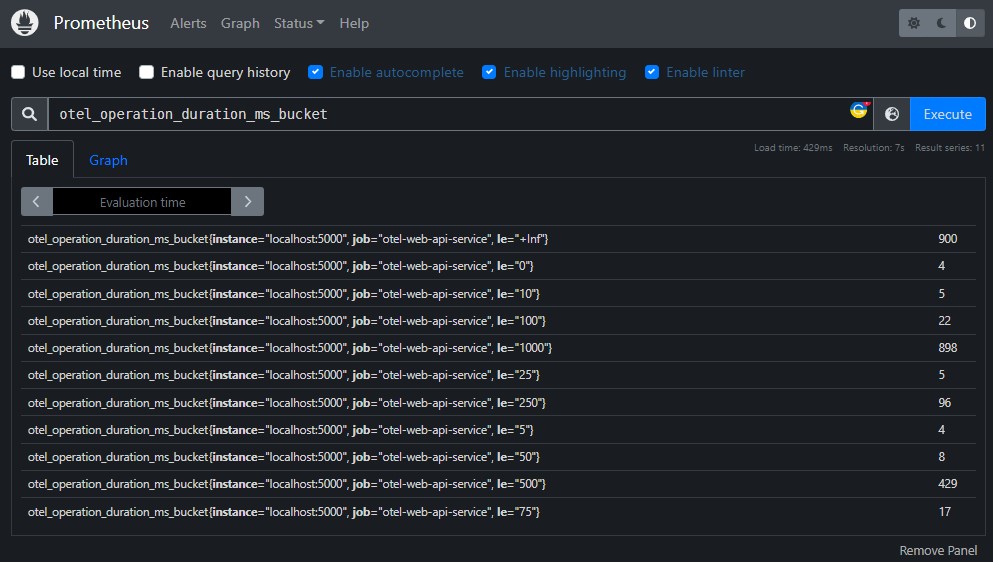 Prometheus Alerts Graph Status Help
Use local time Enable query history Enable autocomplete Enable highlighting Enable linter
otel_operation_duration_ms_bucket Execute
Table Graph Load time: 429ms Resolution: 7s Result series: 11
Evaluation time
otel_operation_duration_ms_bucket{instance="localhost:5000", job="otel-web-api-service", le="+Inf"} 900
otel_operation_duration_ms_bucket{instance="localhost:5000", job="otel-web-api-service", le="0"} 4
otel_operation_duration_ms_bucket{instance="localhost:5000", job="otel-web-api-service", le="10"} 5
otel_operation_duration_ms_bucket{instance="localhost:5000", job="otel-web-api-service", le="100"} 22
otel_operation_duration_ms_bucket{instance="localhost:5000", job="otel-web-api-service", le="1000"} 898
otel_operation_duration_ms_bucket{instance="localhost:5000", job="otel-web-api-service", le="25"} 5
otel_operation_duration_ms_bucket{instance="localhost:5000", job="otel-web-api-service", le="250"} 96
otel_operation_duration_ms_bucket{instance="localhost:5000", job="otel-web-api-service", le="5"} 4
otel_operation_duration_ms_bucket{instance="localhost:5000", job="otel-web-api-service", le="50"} 8
otel_operation_duration_ms_bucket{instance="localhost:5000", job="otel-web-api-service", le="500"} 429
otel_operation_duration_ms_bucket{instance="localhost:5000", job="otel-web-api-service", le="75"} 17
Remove Panel